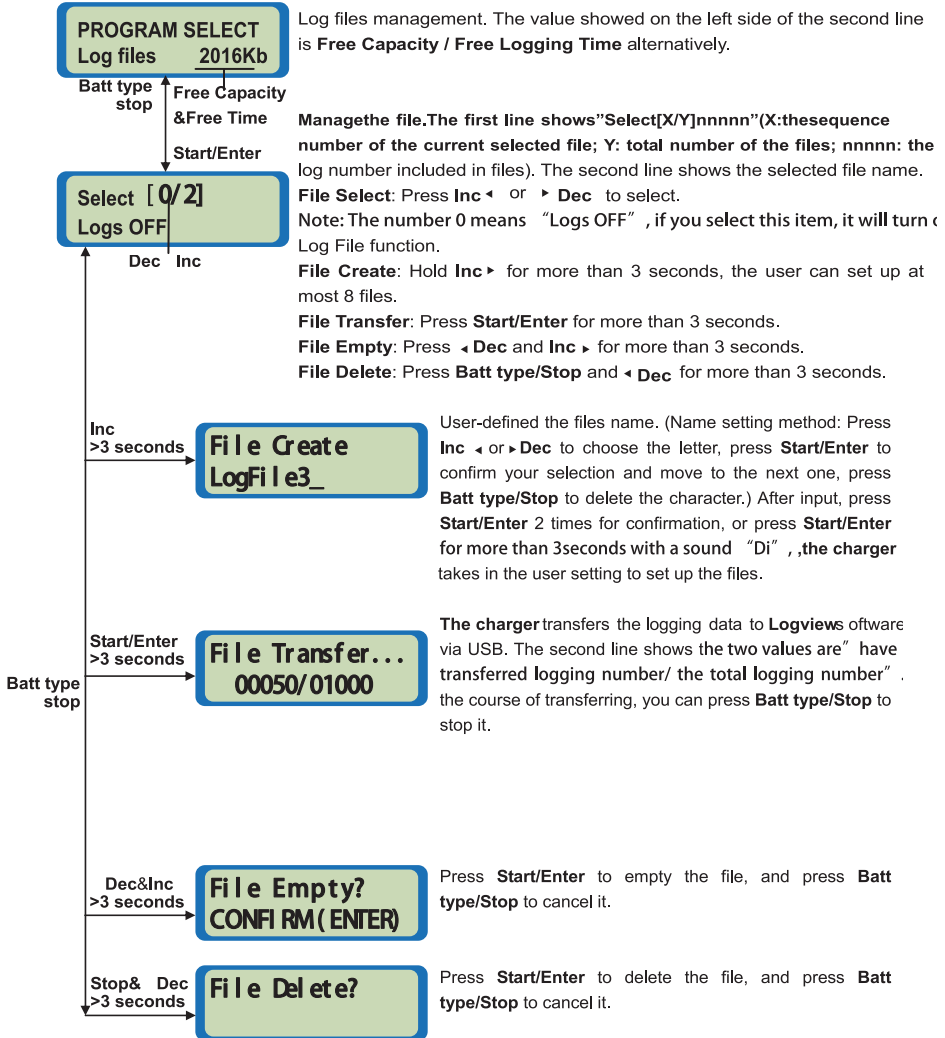 PROGRAM SELECT
Log files 2016Kb
Log files management. The value showed on the left side of the second line
is Free Capacity / Free Logging Time alternatively.
Batt type
stop
Free Capacity
&Free Time
Start/Enter
Managethe file.The first line shows”Select[X/Y]nnnnn”(X:thesequence
number of the current selected file; Y: total number of the files; nnnnn: the
log number included in files). The second line shows the selected file name.
File Select: Press Inc ◂ or ▸ Dec to select.
Note: The number 0 means “Logs OFF”, if you select this item, it will turn
Log File function.
File Create: Hold Inc ▸ for more than 3 seconds, the user can set up at
most 8 files.
File Transfer: Press Start/Enter for more than 3 seconds.
File Empty: Press ◂ Dec and Inc ▸ for more than 3 seconds.
File Delete: Press Batt type/Stop and ◂ Dec for more than 3 seconds.
Select [0/2]
Logs OFF
Dec Inc
Inc
>3 seconds
File Create
LogFile3_
User-defined the files name. (Name setting method: Press
Inc ◂ or ▸ Dec to choose the letter, press Start/Enter to
confirm your selection and move to the next one, press
Batt type/Stop to delete the character.) After input, press
Start/Enter 2 times for confirmation, or press Start/Enter
for more than 3seconds with a sound “Di”, ,the charger
takes in the user setting to set up the files.
Start/Enter
>3 seconds
File Transfer...
00050/01000
The charger transfers the logging data to Logviews oftware
via USB. The second line shows the two values are” have
transferred logging number/ the total logging number” .
the course of transferring, you can press Batt type/Stop to
stop it.
Batt type
stop
Dec&Inc
>3 seconds
File Empty?
CONFIRM(ENTER)
Press Start/Enter to empty the file, and press Batt
type/Stop to cancel it.
Stop& Dec
>3 seconds
File Delete?
Press Start/Enter to delete the file, and press Batt
type/Stop to cancel it.